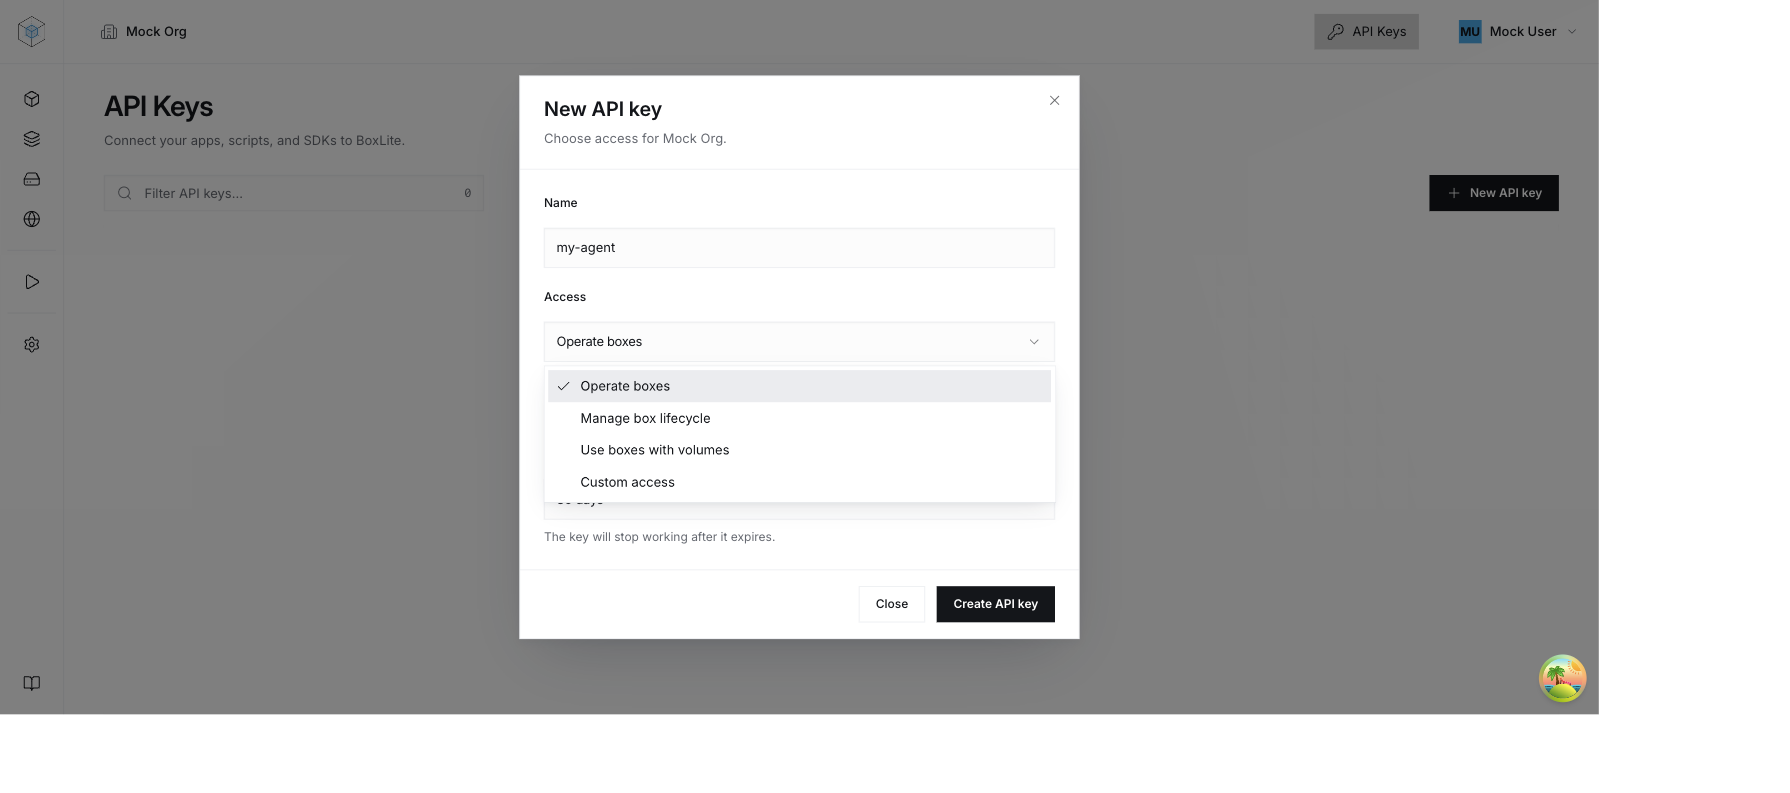 Mock Org
API Keys
MU
Mock User
API Keys
Connect your apps, scripts, and SDKs to BoxLite.
Filter API keys...
0
New API key
New API key
Choose access for Mock Org.
Name
my-agent
Access
Operate boxes
Operate boxes
Manage box lifecycle
Use boxes with volumes
Custom access
The key will stop working after it expires.
Close
Create API key